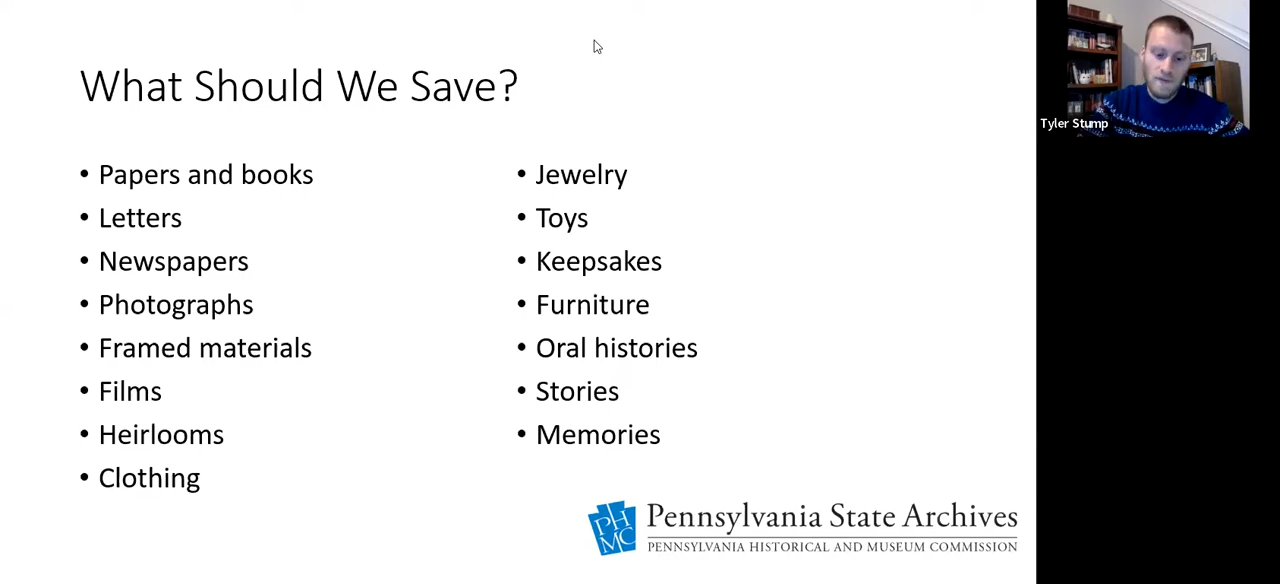 What Should We Save?
• Papers and books
• Letters
• Newspapers
• Photographs
• Framed materials
• Films
• Heirlooms
• Clothing
• Jewelry
• Toys
• Keepsakes
• Furniture
• Oral histories
• Stories
• Memories
PHMC
Pennsylvania State Archives
PENNSYLVANIA HISTORICAL AND MUSEUM COMMISSION
Tyler Stump